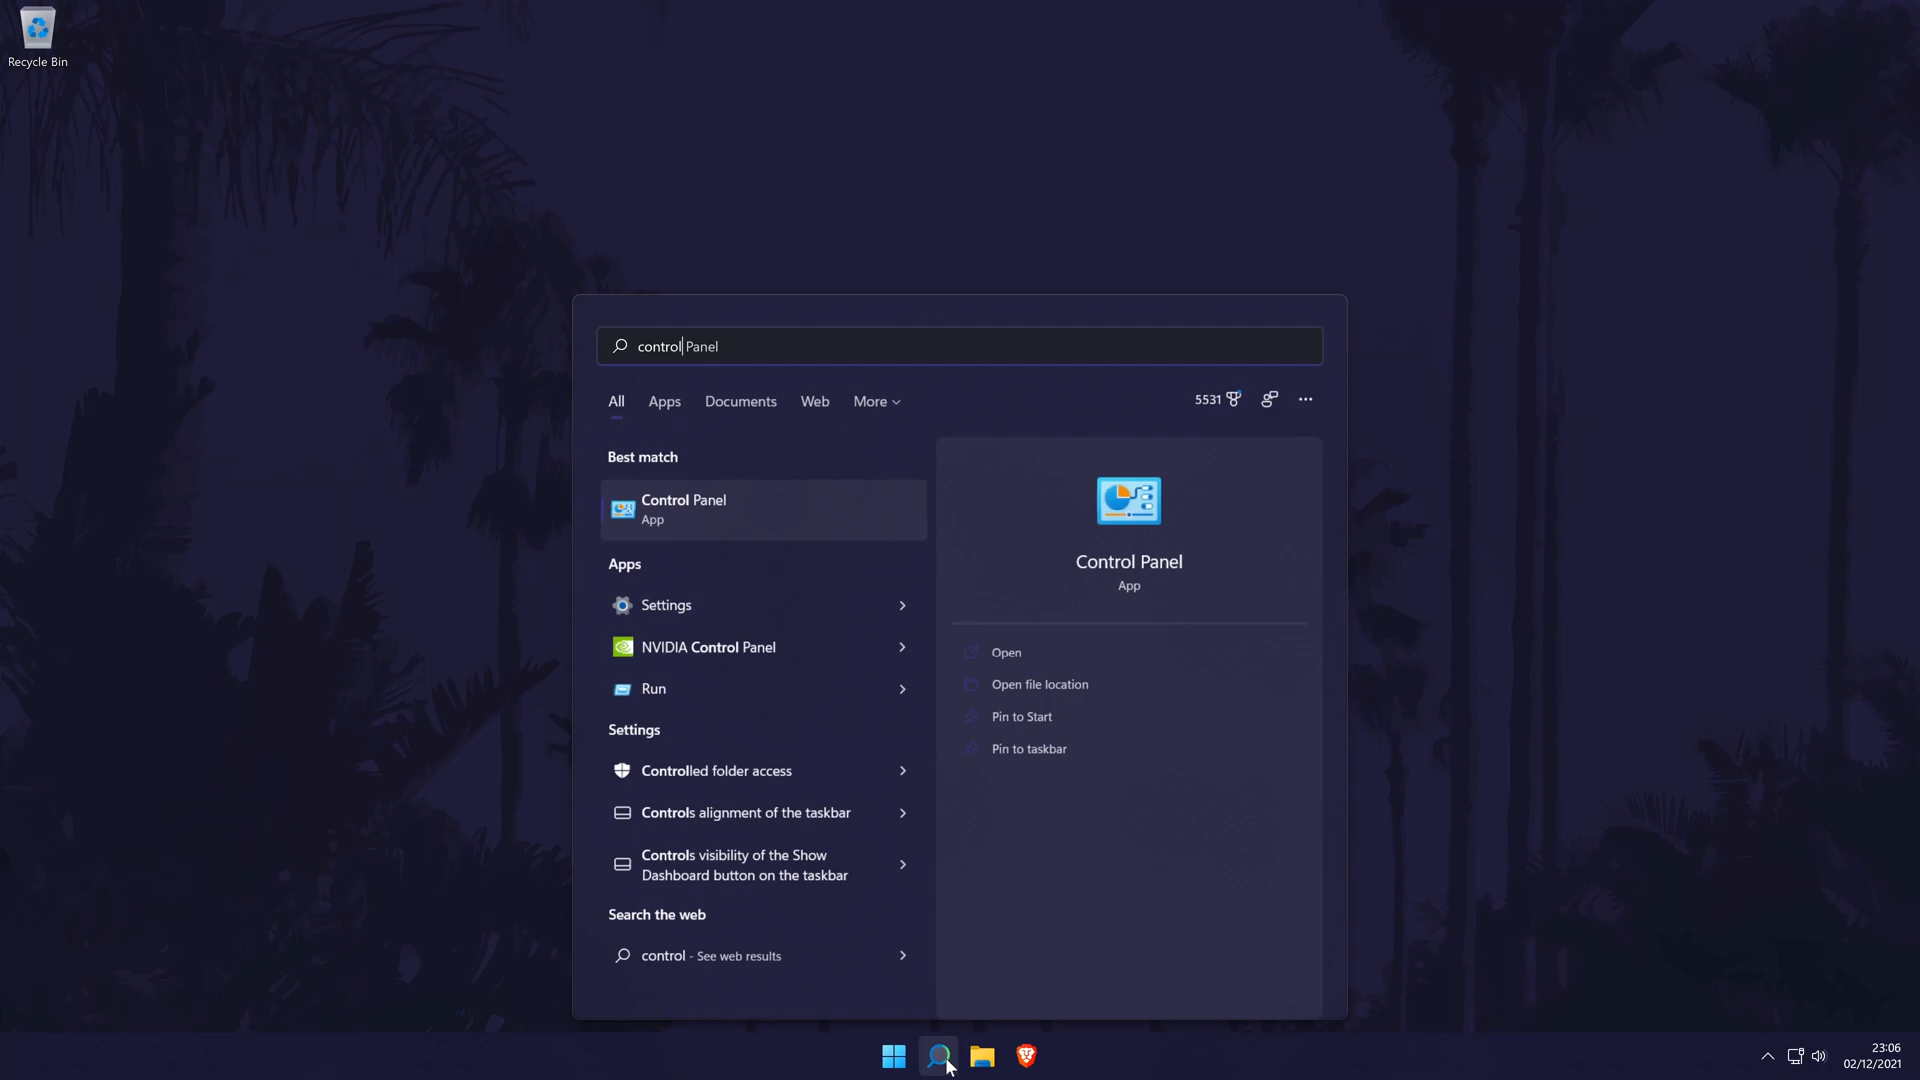 Recycle Bin
control Panel
All Apps Documents Web More
5531
Best match
Control Panel
App
Apps
Settings
NVIDIA Control Panel
Run
Settings
Controlled folder access
Controls alignment of the taskbar
Controls visibility of the Show
Dashboard button on the taskbar
Search the web
control - See web results
Control Panel
App
Open
Open file location
Pin to Start
Pin to taskbar
23:06
02/12/2021